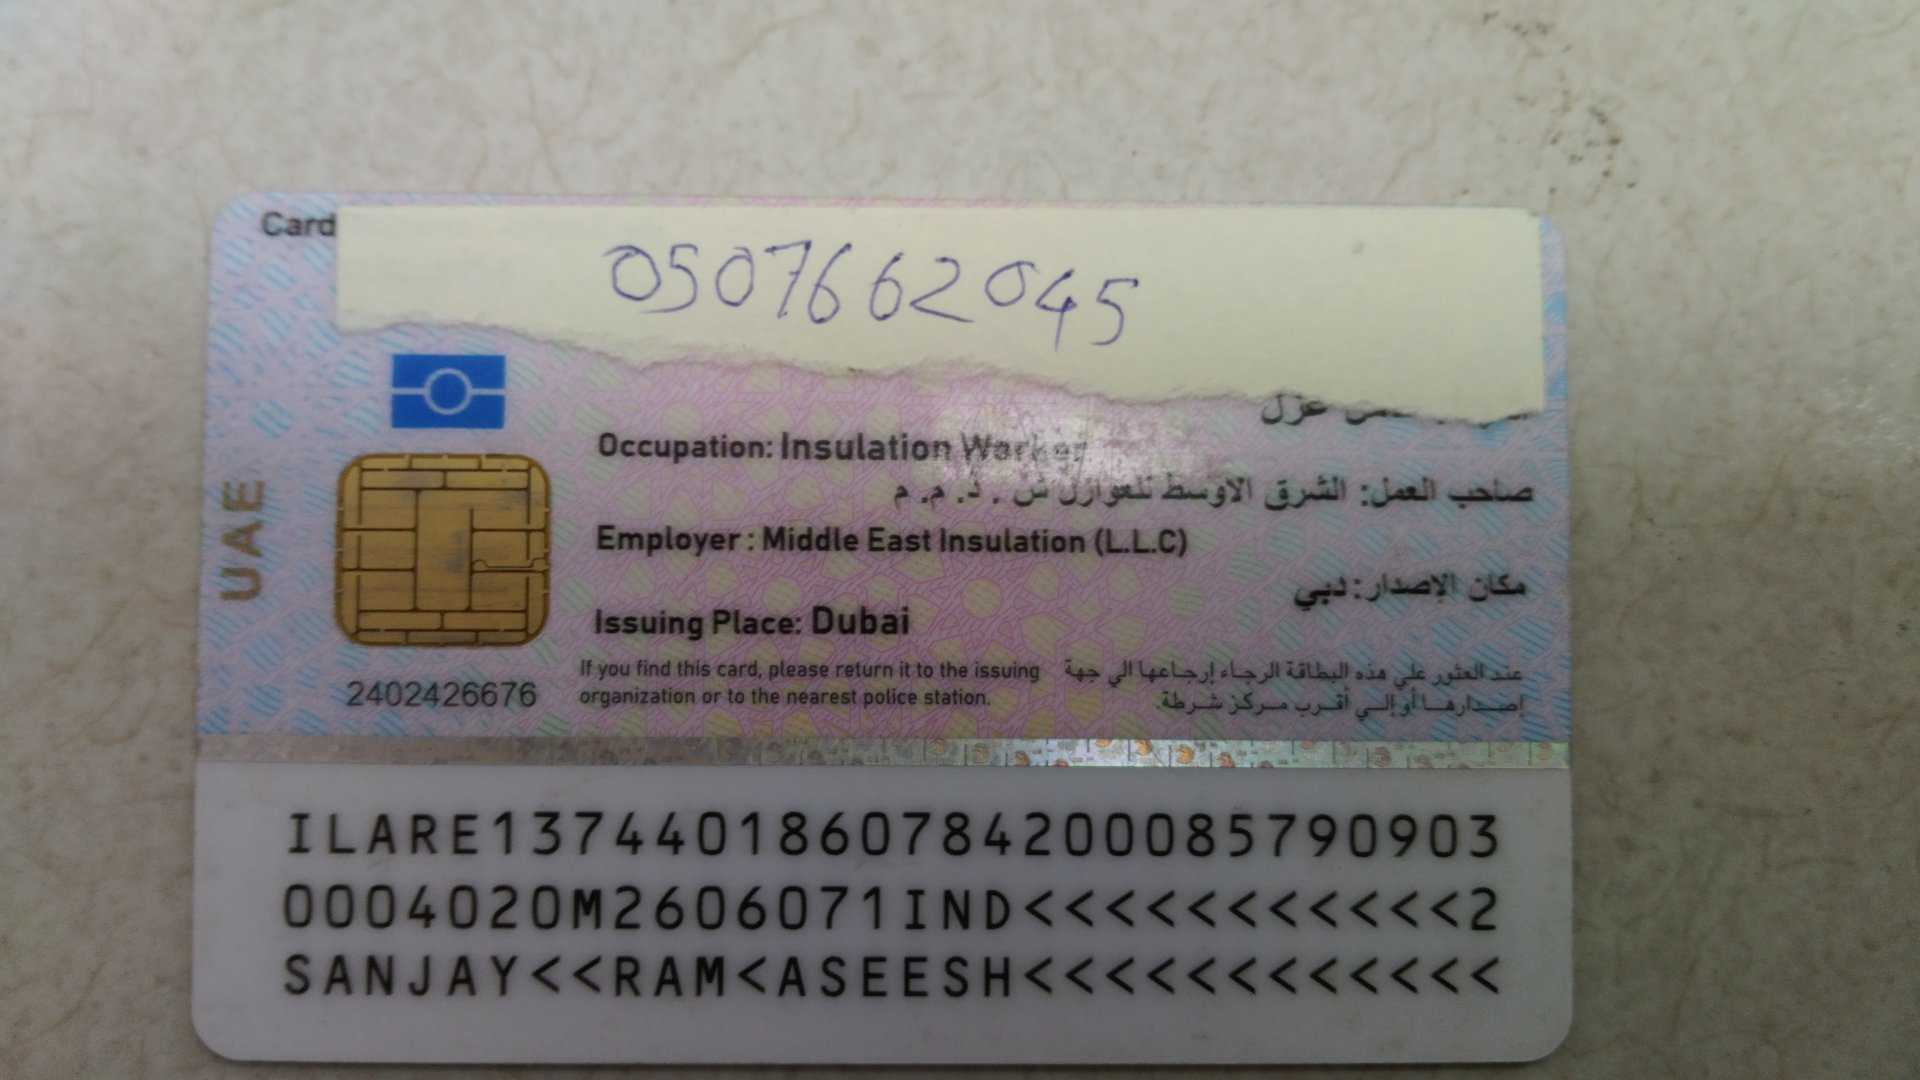 Card
0507662045
عزل
Occupation: Insulation Worker
صاحب العمل: الشرق الاوسط للعوازل ش . ذ. م. م
Employer : Middle East Insulation (L.L.C)
مكان الإصدار: دبي
Issuing Place: Dubai
UAE
If you find this card, please return it to the issuing
organization or to the nearest police station.
عند العثور علي هذه البطاقة الرجاء إرجاعها الي جهة
إصدارها أو إلي أقرب مركز شرطة.
2402426676
ILARE1374401860784200085790903
0004020M2606071IND<<<<<<<<<<<2
SANJAY<<RAM<ASEESH<<<<<<<<<<<<